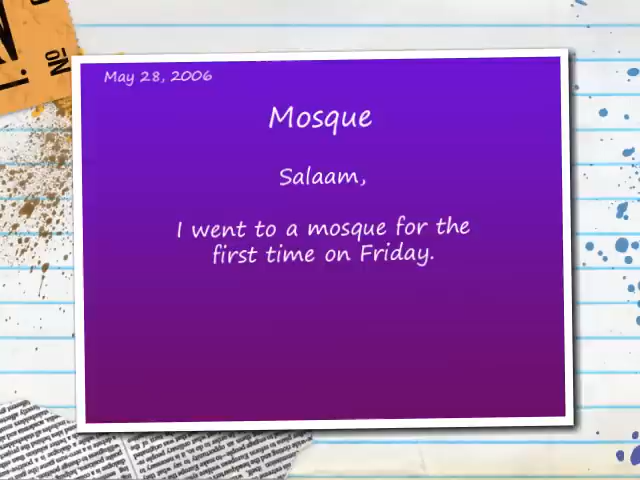 May 28, 2006
Mosque
Salaam,
I went to a mosque for the
first time on Friday.